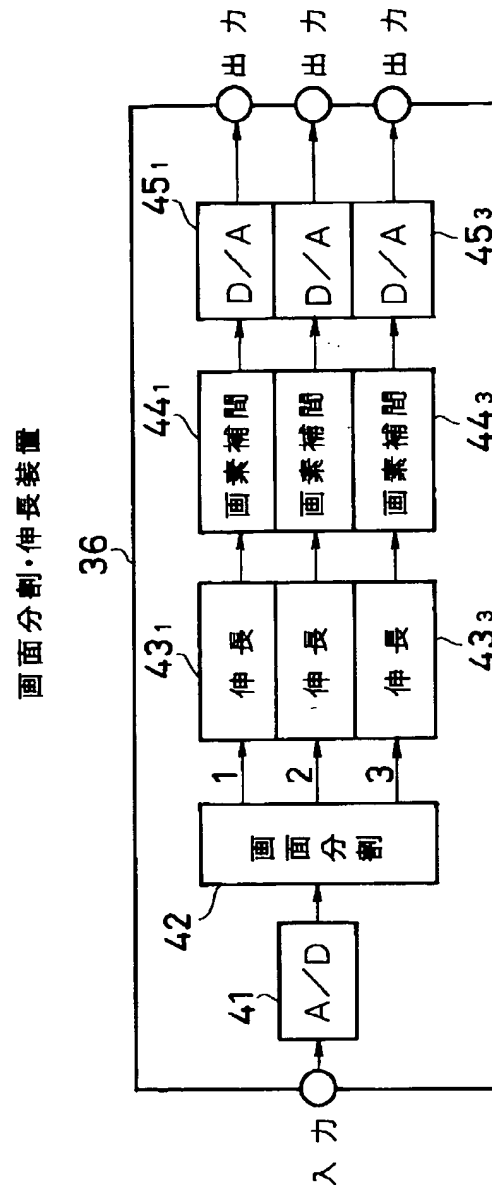 画面分割・伸長装置
36
入力
41
A/D
42
画面分割
1
2
3
43₁
伸長
伸長
伸長
43₃
44₁
画素補間
画素補間
画素補間
44₃
45₁
D/A
D/A
D/A
45₃
出力
出力
出力